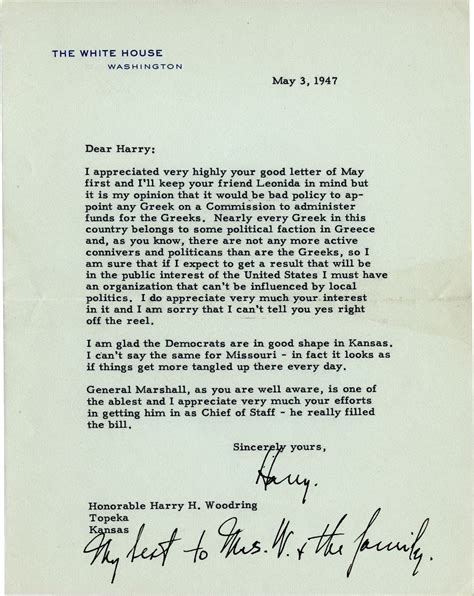 THE WHITE HOUSE
WASHINGTON
May 3, 1947
Dear Harry:
I appreciated very highly your good letter of May
first and I'll keep your friend Leonida in mind but
it is my opinion that it would be bad policy to ap-
point any Greek on a Commission to administer
funds for the Greeks. Nearly every Greek in this
country belongs to some political faction in Greece
and, as you know, there are not any more active
connivers and politicans than are the Greeks, so I
am sure that if I expect to get a result that will be
in the public interest of the United States I must have
an organization that can't be influenced by local
politics. I do appreciate very much your interest
in it and I am sorry that I can't tell you yes right
off the reel.
I am glad the Democrats are in good shape in Kansas.
I can't say the same for Missouri - in fact it looks as
if things get more tangled up there every day.
General Marshall, as you are well aware, is one of
the ablest and I appreciate very much your efforts
in getting him in as Chief of Staff - he really filled
the bill.
Sincerely yours,
Harry.
Honorable Harry H. Woodring
Topeka
Kansas
My best to Mrs. W. & the family.